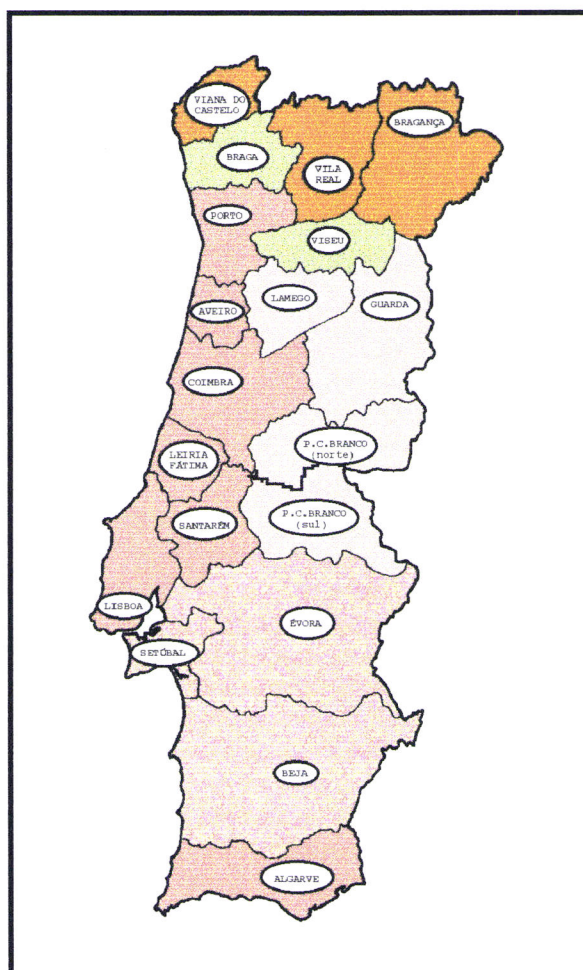 VIANA DO
CASTELO
BRAGANÇA
BRAGA
VILA
REAL
PORTO
VISEU
LAMEGO
GUARDA
AVEIRO
COIMBRA
P.C.BRANCO
(norte)
LEIRIA
FÁTIMA
P.C.BRANCO
(sul)
SANTARÉM
LISBOA
ÉVORA
SETÚBAL
BEJA
ALGARVE